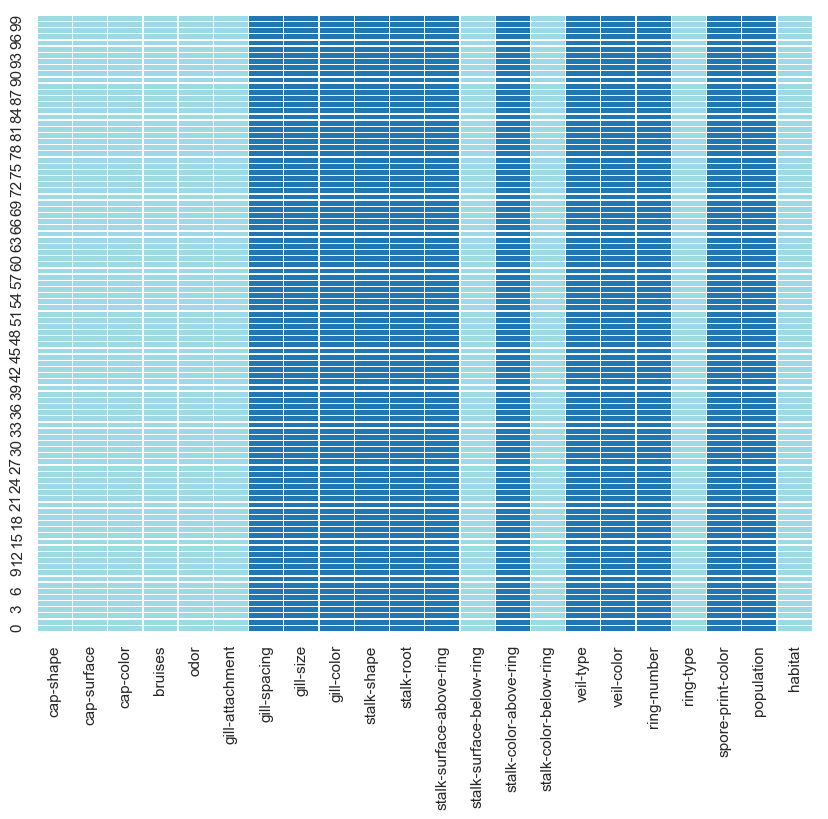 99
96
93
90
87
84
81
78
75
72
69
66
63
60
57
54
51
48
45
42
39
36
33
30
27
24
21
18
15
12
9
6
3
0
cap-shape
cap-surface
cap-color
bruises
odor
gill-attachment
gill-spacing
gill-size
gill-color
stalk-shape
stalk-root
stalk-surface-above-ring
stalk-surface-below-ring
stalk-color-above-ring
stalk-color-below-ring
veil-type
veil-color
ring-number
ring-type
spore-print-color
population
habitat